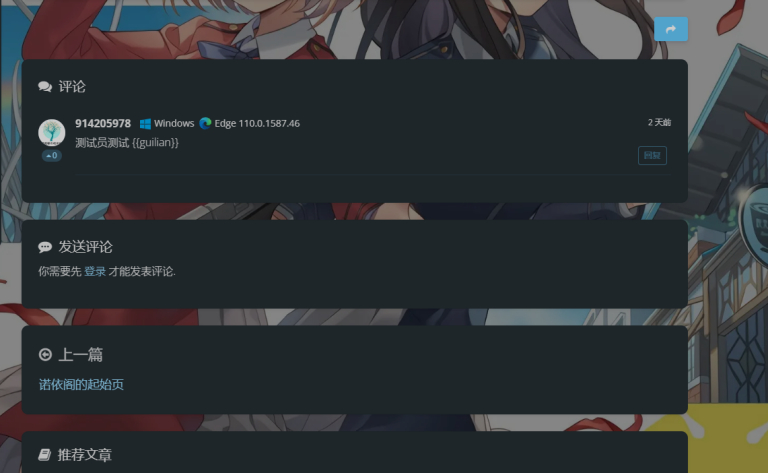 评论
914205978 Windows Edge 110.0.1587.46 2 天前
测试员测试 {{guilian}}
0
回复
发送评论
你需要先 登录 才能发表评论.
上一篇
诺依阁的起始页
推荐文章